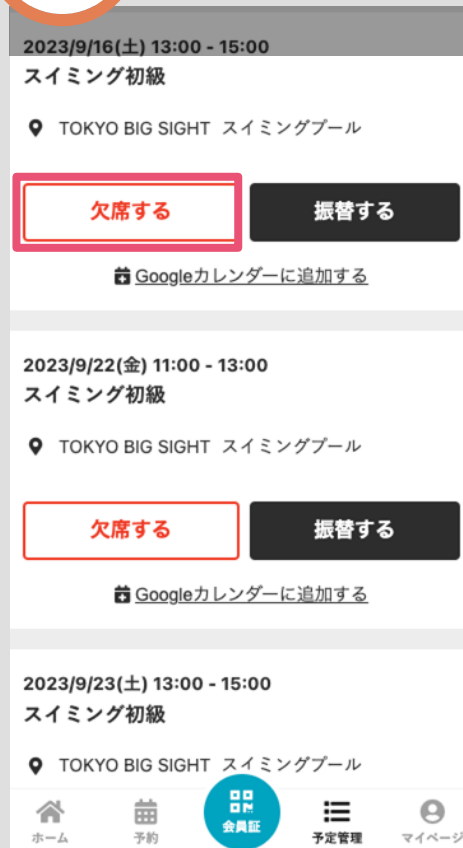 2023/9/16(土) 13:00 - 15:00
スイミング初級
TOKYO BIG SIGHT スイミングプール
欠席する 振替する
Googleカレンダーに追加する
2023/9/22(金) 11:00 - 13:00
スイミング初級
TOKYO BIG SIGHT スイミングプール
欠席する 振替する
Googleカレンダーに追加する
2023/9/23(土) 13:00 - 15:00
スイミング初級
TOKYO BIG SIGHT スイミングプール
ホーム 予約 会員証 予定管理 マイページ